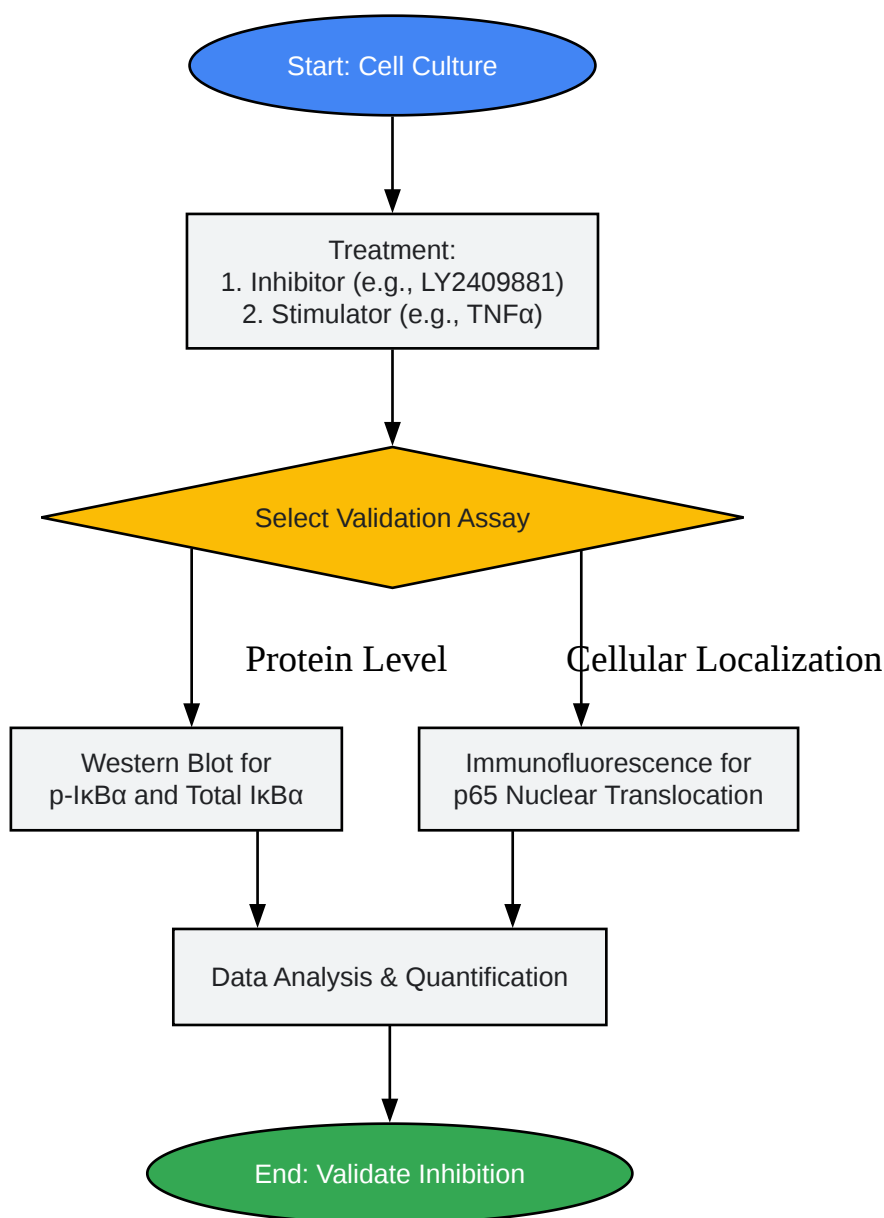 Start: Cell Culture
Treatment:
1. Inhibitor (e.g., LY2409881)
2. Stimulator (e.g., TNFα)
Select Validation Assay
Protein Level
Cellular Localization
Western Blot for
p-IκBα and Total IκBα
Immunofluorescence for
p65 Nuclear Translocation
Data Analysis & Quantification
End: Validate Inhibition